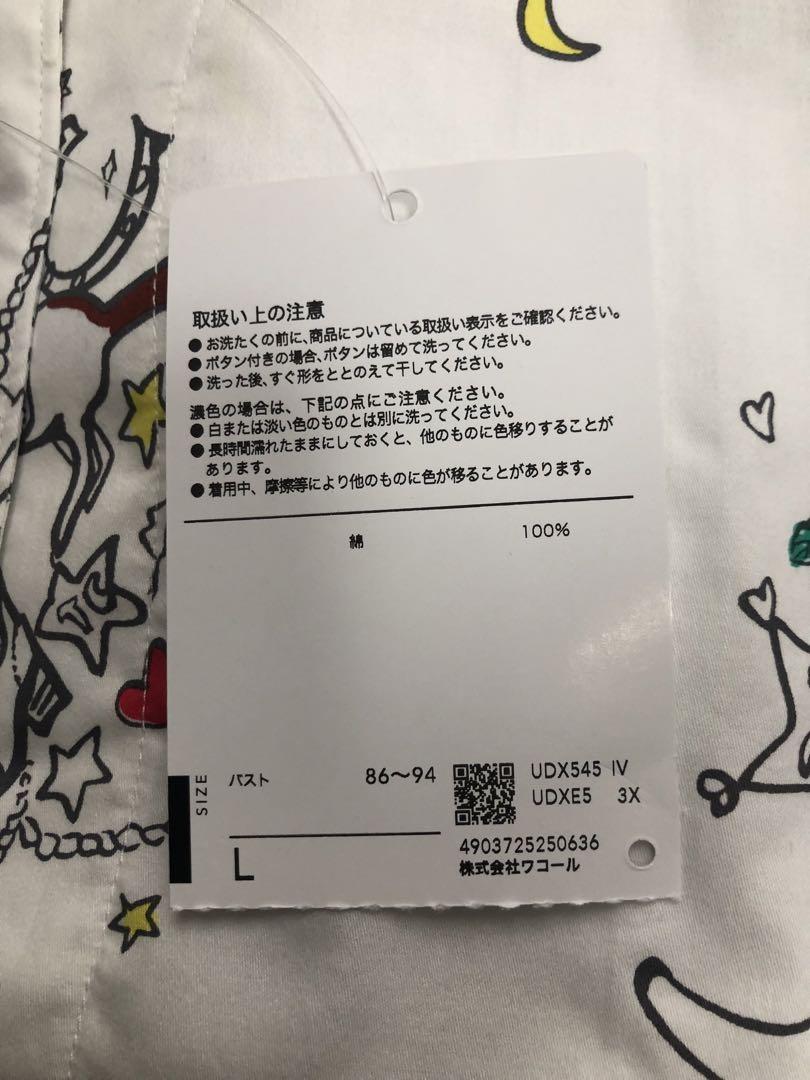 取扱い上の注意
●お洗たくの前に、商品についている取扱い表示をご確認ください。
●ボタン付きの場合、ボタンは留めて洗ってください。
●洗った後、すぐ形をととのえて干してください。
濃色の場合は、下記の点にご注意ください。
●白または淡い色のものとは別に洗ってください。
●長時間濡れたままにしておくと、他のものに色移りすることが
あります。
●着用中、摩擦等により他のものに色が移ることがあります。
綿 100%
SIZE
バスト 86～94
L
UDX545 IV
UDXE5 3X
4903725250636
株式会社ワコール